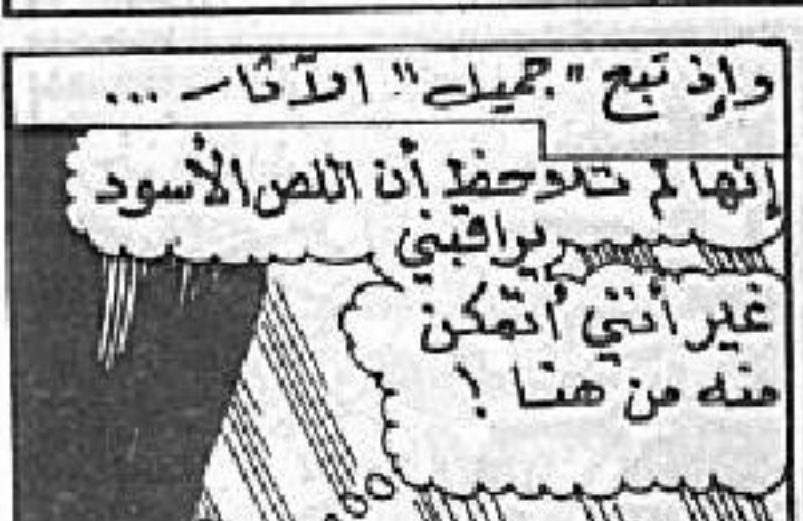 وإذ تبع "جميل" الآثار ...
إنها لم تلاحظ أن اللص الأسود
يراقبني
غير أنني أتمكن
منه من هنا !